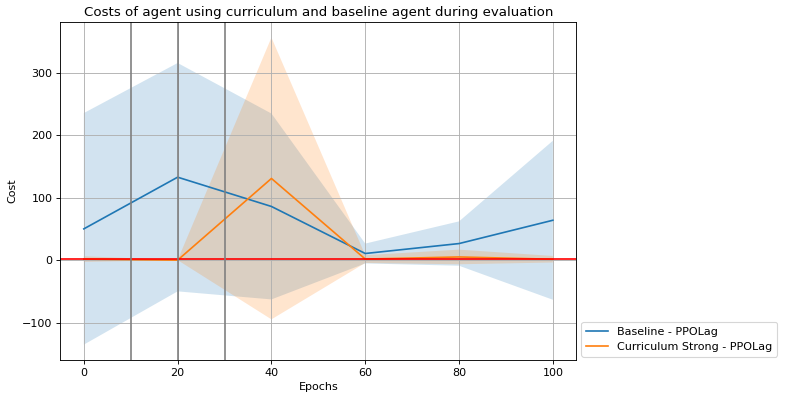 Costs of agent using curriculum and baseline agent during evaluation
300
200
100
0
−100
Cost
0 20 40 60 80 100
Epochs
Baseline - PPOLag
Curriculum Strong - PPOLag